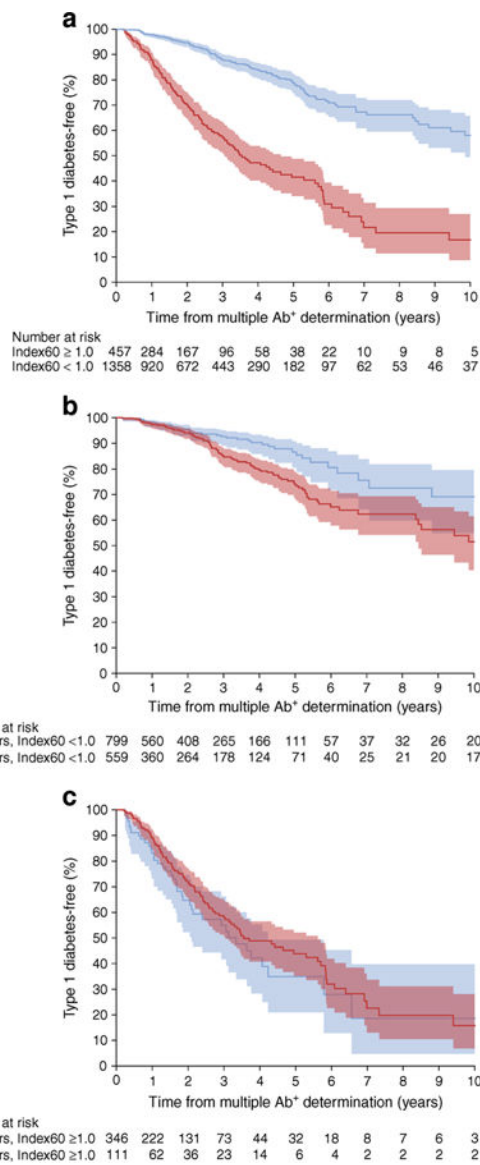 a
100
90
80
70
60
50
40
30
20
10
0
Type 1 diabetes-free (%)
0 1 2 3 4 5 6 7 8 9 10
Time from multiple Ab+ determination (years)
Number at risk
Index60 ≥ 1.0 457 284 167 96 58 38 22 10 9 8 5
Index60 < 1.0 1358 920 672 443 290 182 97 62 53 46 37
b
100
90
80
70
60
50
40
30
20
10
0
Type 1 diabetes-free (%)
0 1 2 3 4 5 6 7 8 9 10
Time from multiple Ab+ determination (years)
at risk
rs, Index60 <1.0 799 560 408 265 166 111 57 37 32 26 20
rs, Index60 <1.0 559 360 264 178 124 71 40 25 21 20 17
c
100
90
80
70
60
50
40
30
20
10
0
Type 1 diabetes-free (%)
0 1 2 3 4 5 6 7 8 9 10
Time from multiple Ab+ determination (years)
at risk
rs, Index60 ≥1.0 346 222 131 73 44 32 18 8 7 6 3
rs, Index60 ≥1.0 111 62 36 23 14 6 4 2 2 2 2